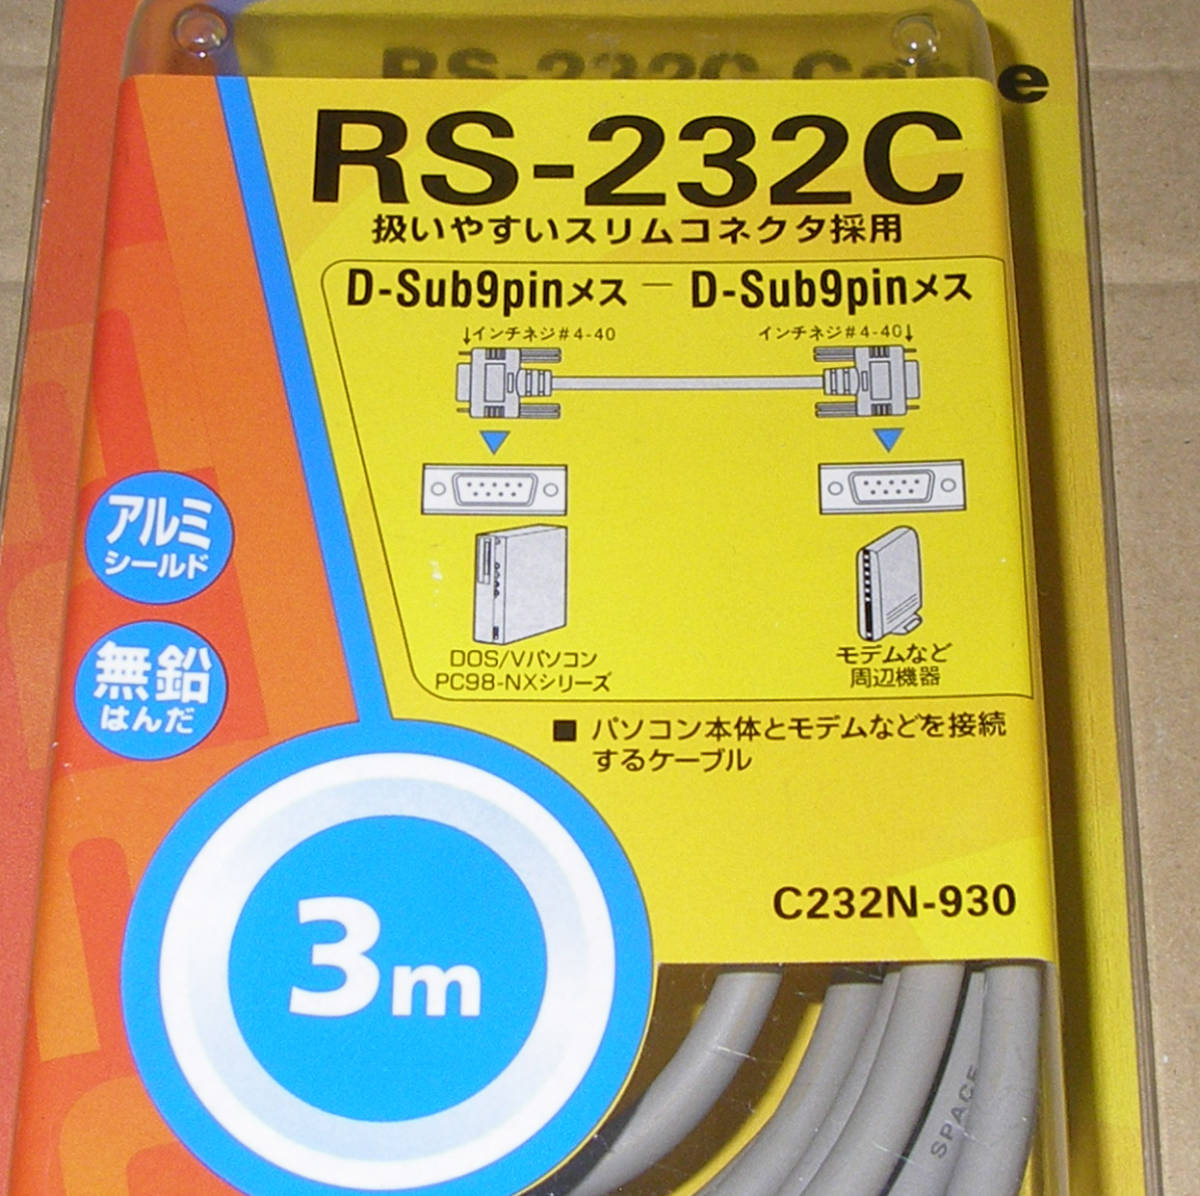 RS-232C Cable
RS-232C
扱いやすいスリムコネクタ採用
D-Sub9pinメス － D-Sub9pinメス
↓インチネジ＃4-40 インチネジ＃4-40↓
DOS/Vパソコン
PC98-NXシリーズ
モデムなど
周辺機器
アルミ
シールド
無鉛
はんだ
■ パソコン本体とモデムなどを接続
するケーブル
C232N-930
3m
SPACE